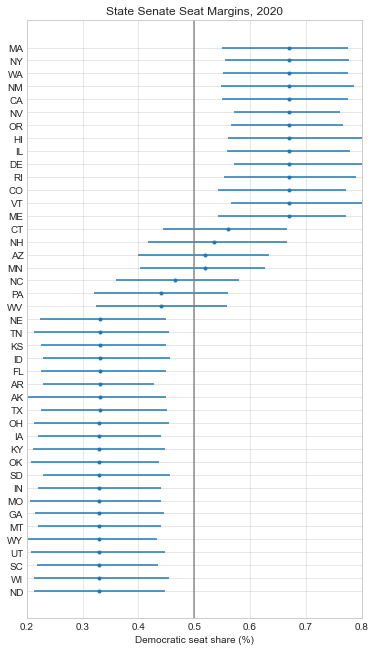 State Senate Seat Margins, 2020
MA
NY
WA
NM
CA
NV
OR
HI
IL
DE
RI
CO
VT
ME
CT
NH
AZ
MN
NC
PA
WV
NE
TN
KS
ID
FL
AR
AK
TX
OH
IA
KY
OK
SD
IN
MO
GA
MT
WY
UT
SC
WI
ND
0.2 0.3 0.4 0.5 0.6 0.7 0.8
Democratic seat share (%)